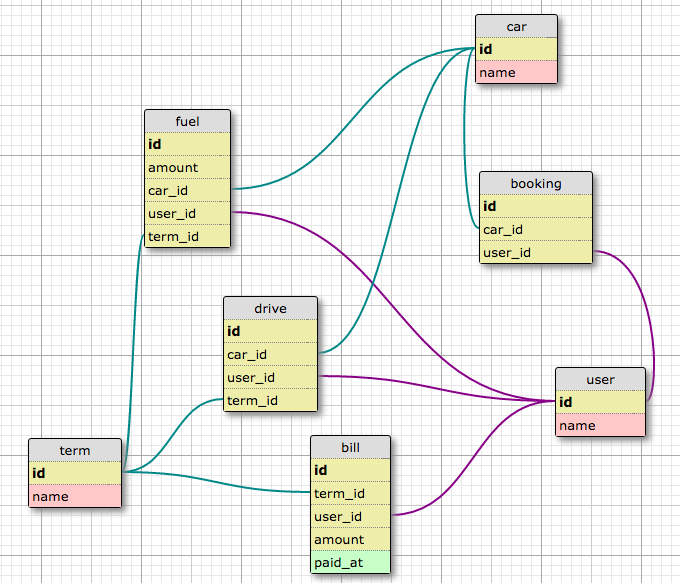 car
id
name
fuel
id
amount
car_id
user_id
term_id
booking
id
car_id
user_id
drive
id
car_id
user_id
term_id
user
id
name
term
id
name
bill
id
term_id
user_id
amount
paid_at